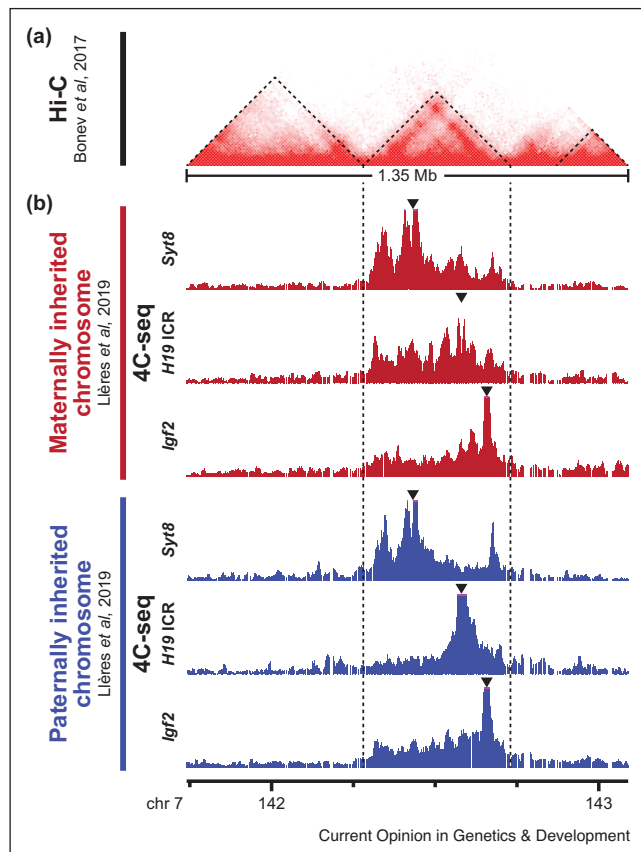 (a)
Hi-C
Bonev et al, 2017
1.35 Mb
(b)
Maternally inherited
chromosome
Llères et al, 2019
4C-seq
Syt8
H19 ICR
Igf2
Paternally inherited
chromosome
Llères et al, 2019
4C-seq
Syt8
H19 ICR
Igf2
chr 7
142
143
Current Opinion in Genetics & Development